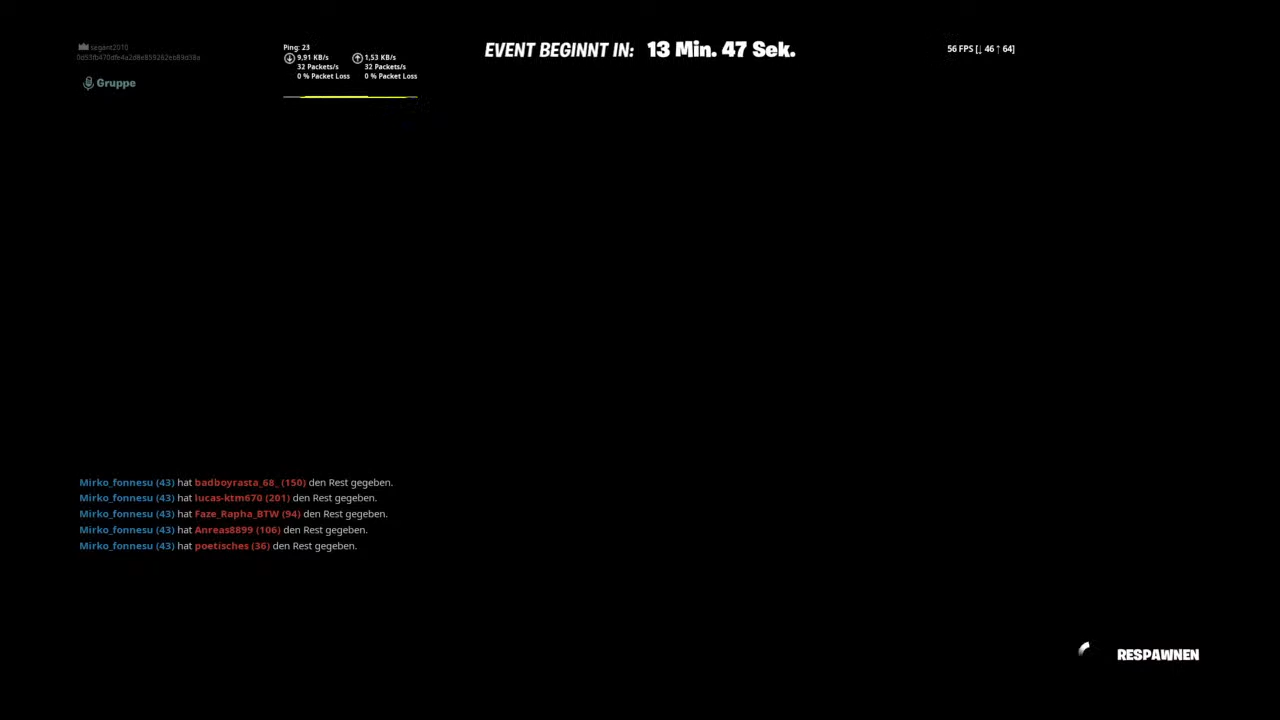 segant2010
Gruppe
Ping: 23
9,91 KB/s
32 Packets/s
0 % Packet Loss
1,53 KB/s
32 Packets/s
0 % Packet Loss
EVENT BEGINNT IN: 13 Min. 47 Sek.
56 FPS [↓ 46 ↑ 64]
Mirko_fonnesu (43) hat badboyrasta_68_ (150) den Rest gegeben.
Mirko_fonnesu (43) hat lucas-ktm670 (201) den Rest gegeben.
Mirko_fonnesu (43) hat Faze_Rapha_BTW (94) den Rest gegeben.
Mirko_fonnesu (43) hat Anreas8899 (106) den Rest gegeben.
Mirko_fonnesu (43) hat poetisches (36) den Rest gegeben.
RESPAWNEN